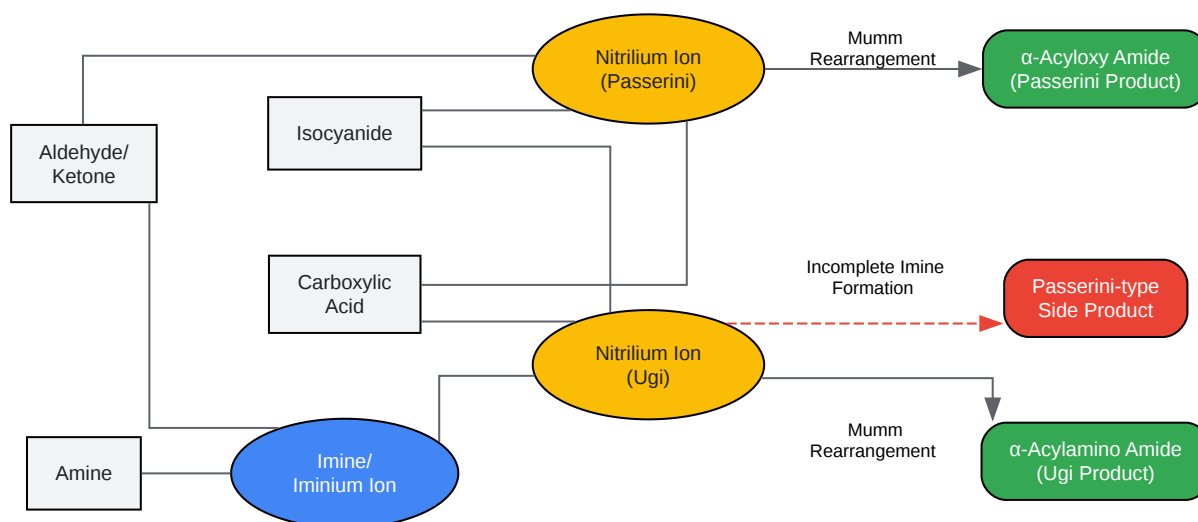 Nitrilium Ion
(Passerini)
Mumm
Rearrangement
α-Acyloxy Amide
(Passerini Product)
Isocyanide
Aldehyde/
Ketone
Carboxylic
Acid
Incomplete Imine
Formation
Passerini-type
Side Product
Nitrilium Ion
(Ugi)
Mumm
Rearrangement
α-Acylamino Amide
(Ugi Product)
Amine
Imine/
Iminium Ion